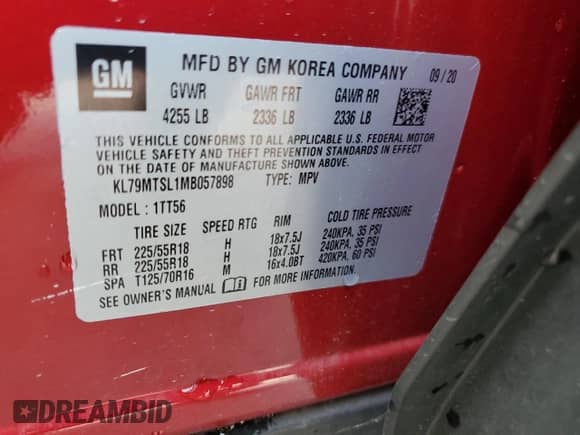 GM
MFD BY GM KOREA COMPANY 09/20
GVWR GAWR FRT GAWR RR
4255 LB 2336 LB 2336 LB
THIS VEHICLE CONFORMS TO ALL APPLICABLE U.S. FEDERAL MOTOR
VEHICLE SAFETY AND THEFT PREVENTION STANDARDS IN EFFECT
ON THE DATE OF MANUFACTURE SHOWN ABOVE.
KL79MTSL1MB057898 TYPE: MPV
MODEL: 1TT56
TIRE SIZE SPEED RTG RIM COLD TIRE PRESSURE
FRT 225/55R18 H 18x7.5J 240KPA, 35 PSI
RR 225/55R18 H 18x7.5J 240KPA, 35 PSI
SPA T125/70R16 M 16x4.0BT 420KPA, 60 PSI
SEE OWNER'S MANUAL FOR MORE INFORMATION.
DREAMBID